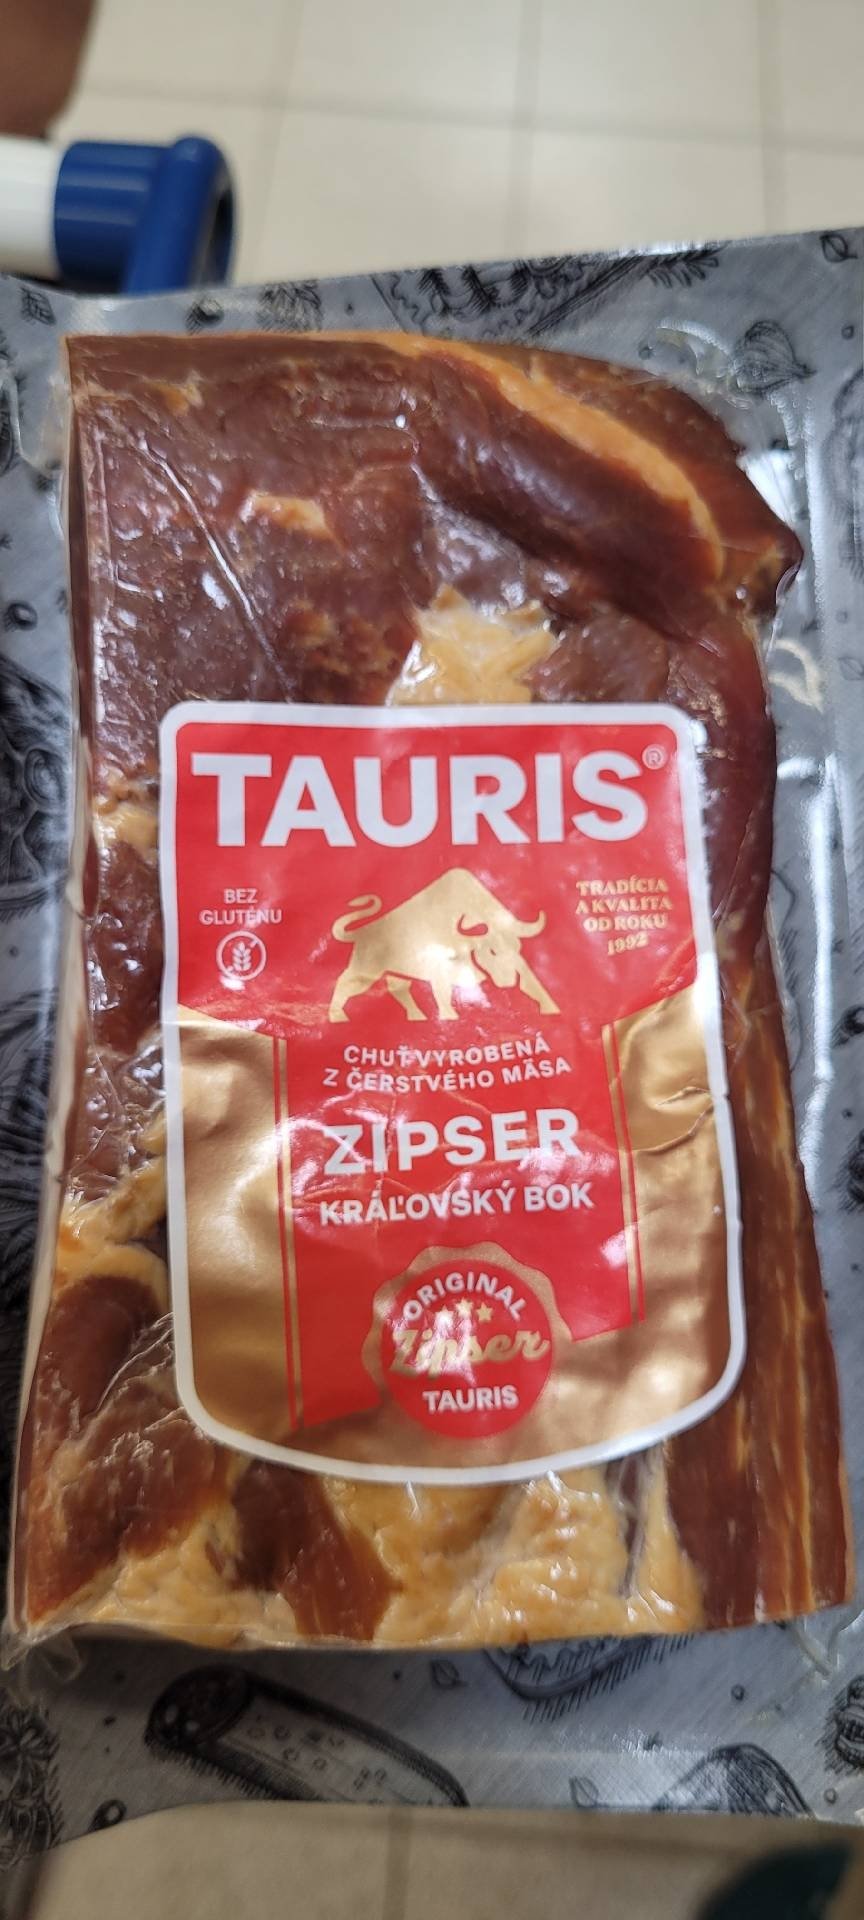 TAURIS®
BEZ
GLUTÉNU
TRADÍCIA
A KVALITA
OD ROKU
1992
CHUŤ VYROBENÁ
Z ČERSTVÉHO MÄSA
ZIPSER
KRÁĽOVSKÝ BOK
ORIGINAL
Zipser
TAURIS